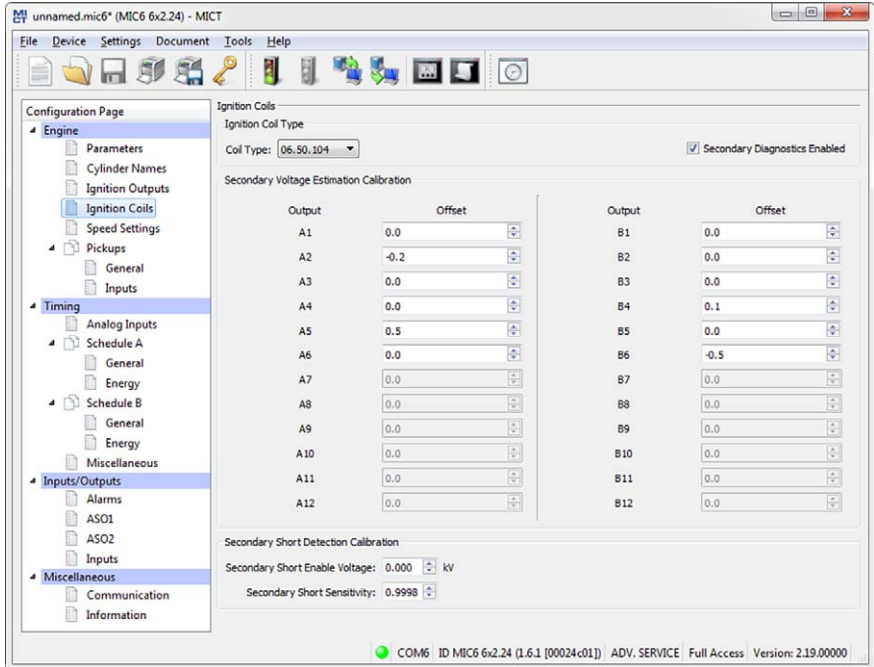 unnamed.mic6* (MIC6 6x2.24) - MICT
File Device Settings Document Tools Help
Configuration Page
Engine
Parameters
Cylinder Names
Ignition Outputs
Ignition Coils
Speed Settings
Pickups
General
Inputs
Timing
Analog Inputs
Schedule A
General
Energy
Schedule B
General
Energy
Miscellaneous
Inputs/Outputs
Alarms
ASO1
ASO2
Inputs
Miscellaneous
Communication
Information
Ignition Coils
Ignition Coil Type
Coil Type: 06.50.104 Secondary Diagnostics Enabled
Secondary Voltage Estimation Calibration
Output Offset Output Offset
A1 0.0 B1 0.0
A2 -0.2 B2 0.0
A3 0.0 B3 0.0
A4 0.0 B4 0.1
A5 0.5 B5 0.0
A6 0.0 B6 -0.5
A7 0.0 B7 0.0
A8 0.0 B8 0.0
A9 0.0 B9 0.0
A10 0.0 B10 0.0
A11 0.0 B11 0.0
A12 0.0 B12 0.0
Secondary Short Detection Calibration
Secondary Short Enable Voltage: 0.000 kV
Secondary Short Sensitivity: 0.9998
COM6 ID MIC6 6x2.24 (1.6.1 [00024c01]) ADV. SERVICE Full Access Version: 2.19.00000